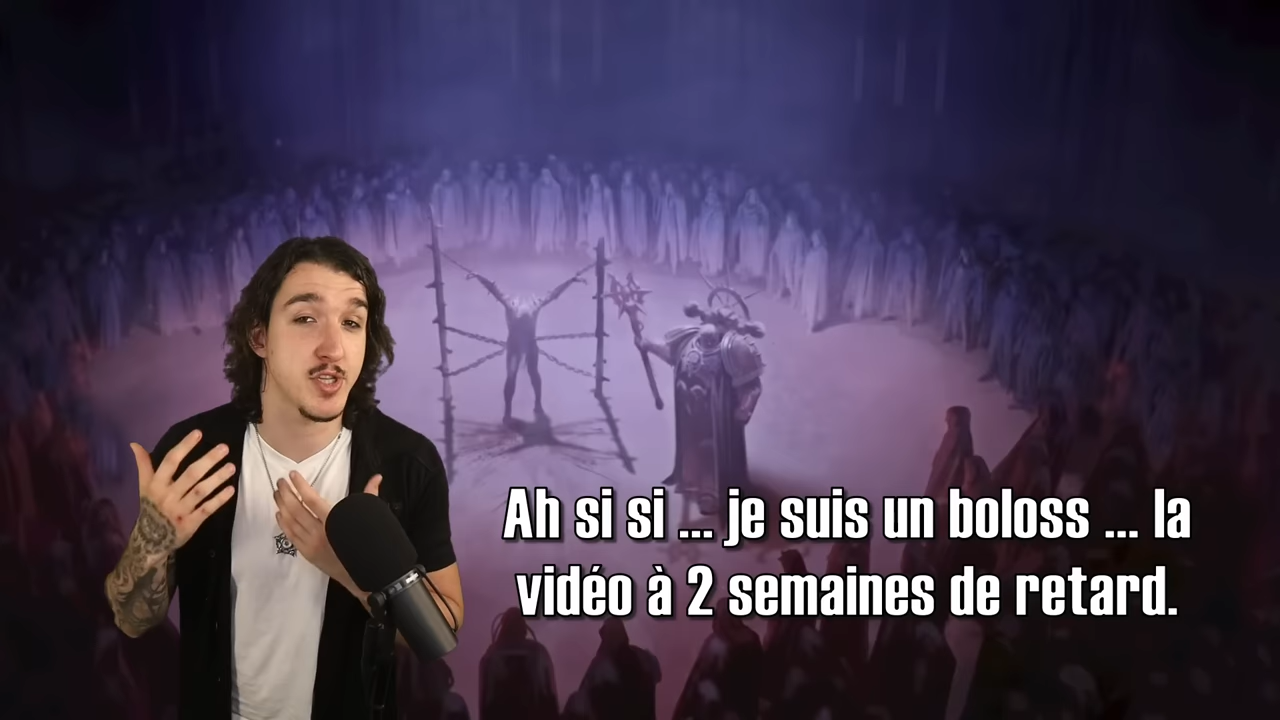 Ah si si ... je suis un boloss ... la
vidéo à 2 semaines de retard.